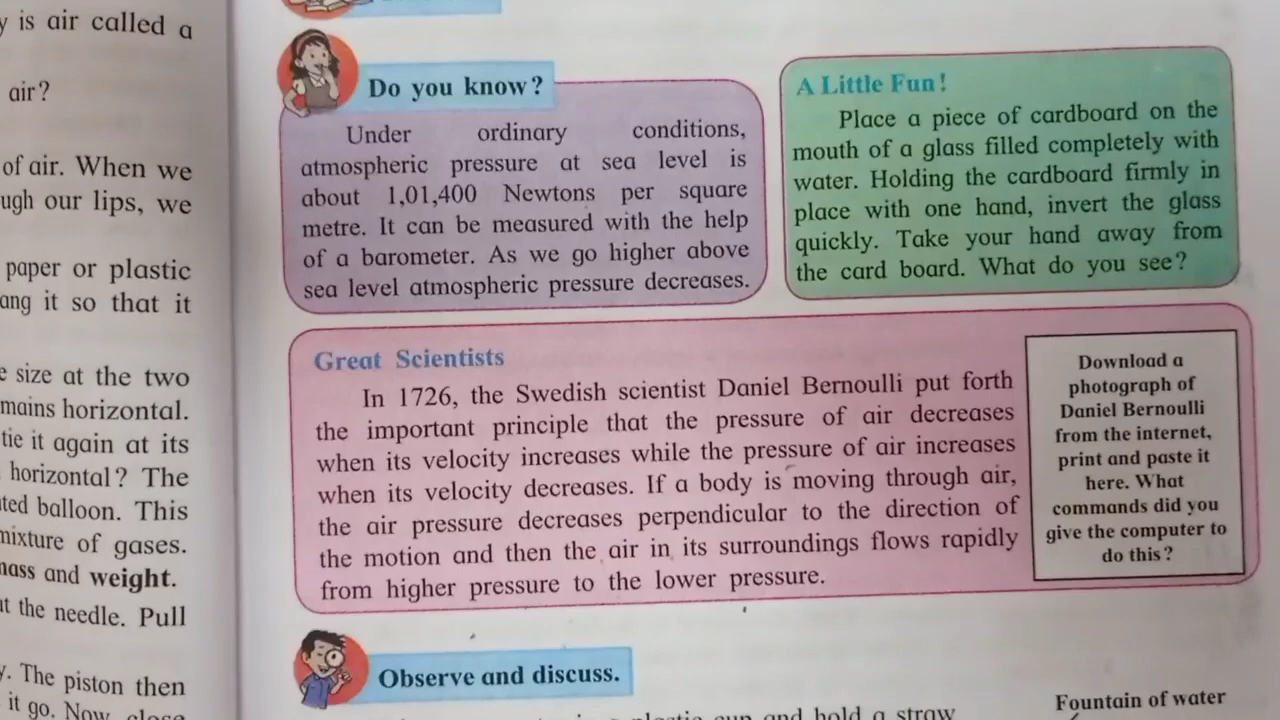 y is air called a
air?
of air. When we
ugh our lips, we
paper or plastic
ang it so that it
e size at the two
mains horizontal.
tie it again at its
horizontal? The
ted balloon. This
mixture of gases.
mass and weight.
at the needle. Pull
y. The piston then
it go. Now, close
Do you know?
Under ordinary conditions,
atmospheric pressure at sea level is
about 1,01,400 Newtons per square
metre. It can be measured with the help
of a barometer. As we go higher above
sea level atmospheric pressure decreases.
A Little Fun!
Place a piece of cardboard on the
mouth of a glass filled completely with
water. Holding the cardboard firmly in
place with one hand, invert the glass
quickly. Take your hand away from
the card board. What do you see?
Great Scientists
In 1726, the Swedish scientist Daniel Bernoulli put forth
the important principle that the pressure of air decreases
when its velocity increases while the pressure of air increases
when its velocity decreases. If a body is moving through air,
the air pressure decreases perpendicular to the direction of
the motion and then the air in its surroundings flows rapidly
from higher pressure to the lower pressure.
Download a
photograph of
Daniel Bernoulli
from the internet,
print and paste it
here. What
commands did you
give the computer to
do this?
Observe and discuss.
Fountain of water
plastic cup and hold a straw